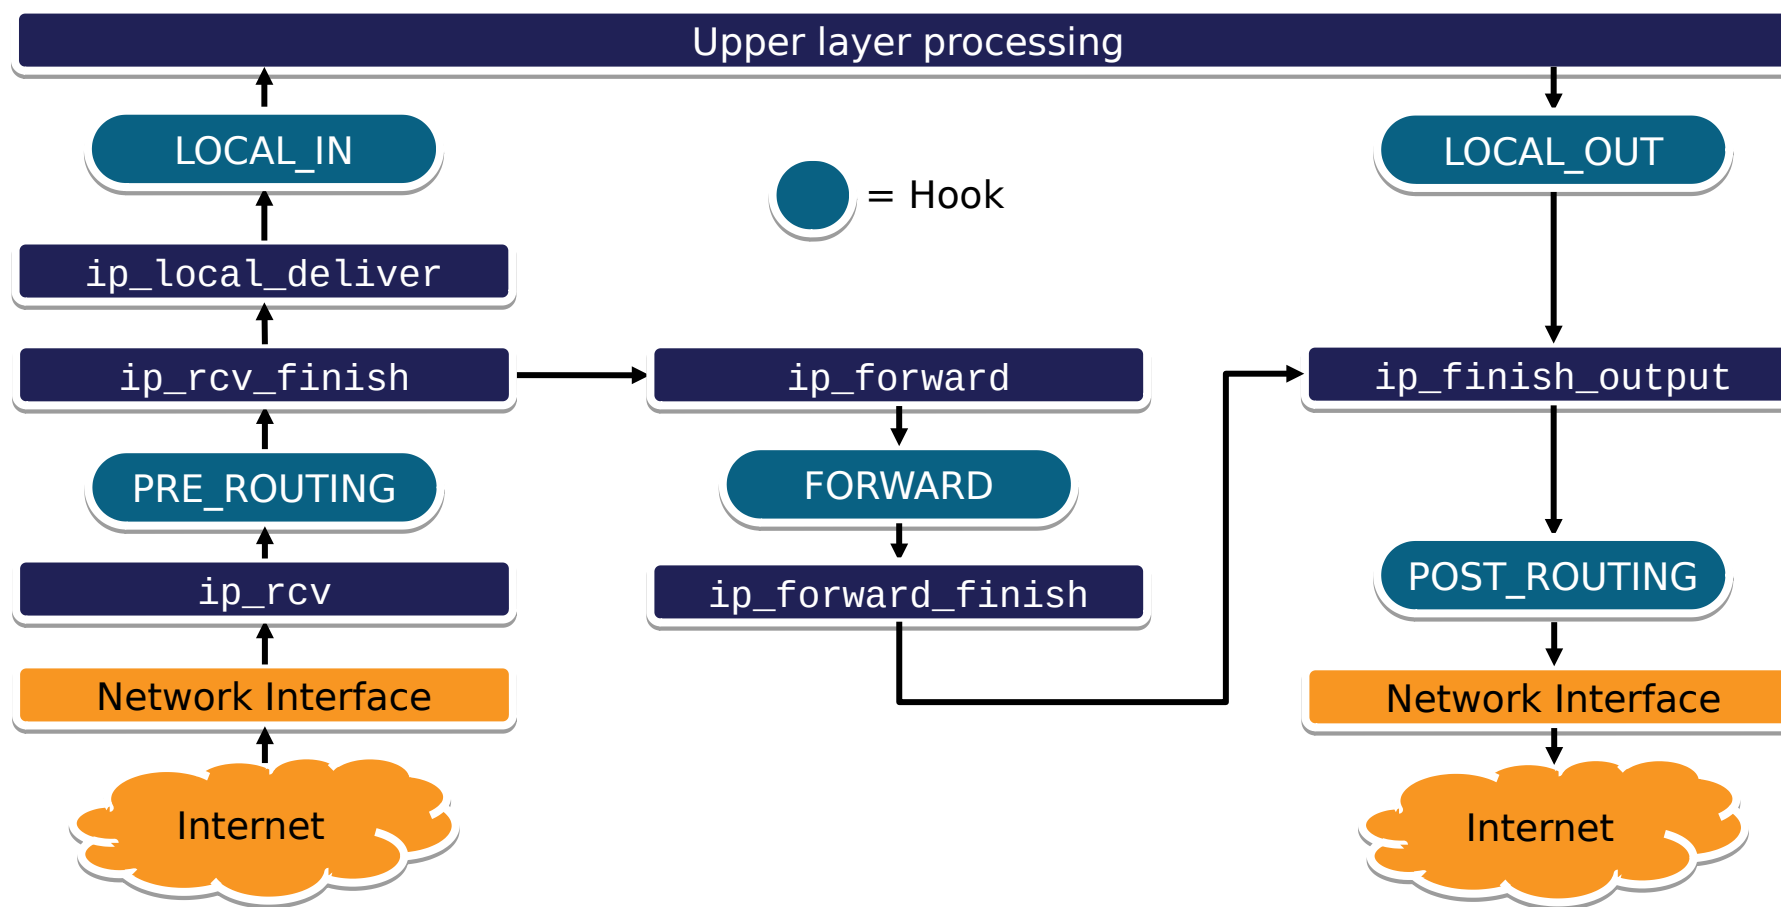 Upper layer processing
LOCAL_IN
LOCAL_OUT
= Hook
ip_local_deliver
ip_rcv_finish
ip_forward
ip_finish_output
PRE_ROUTING
FORWARD
POST_ROUTING
ip_rcv
ip_forward_finish
Network Interface
Network Interface
Internet
Internet